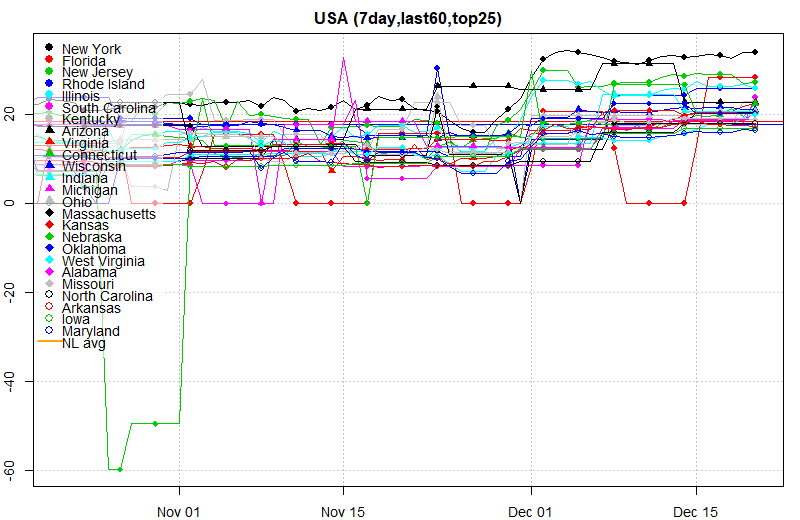 USA (7day,last60,top25)
New York
Florida
New Jersey
Rhode Island
Illinois
South Carolina
Kentucky
Arizona
Virginia
Connecticut
Wisconsin
Indiana
Michigan
Ohio
Massachusetts
Kansas
Nebraska
Oklahoma
West Virginia
Alabama
Missouri
North Carolina
Arkansas
Iowa
Maryland
NL avg
20
0
-20
-40
-60
Nov 01
Nov 15
Dec 01
Dec 15